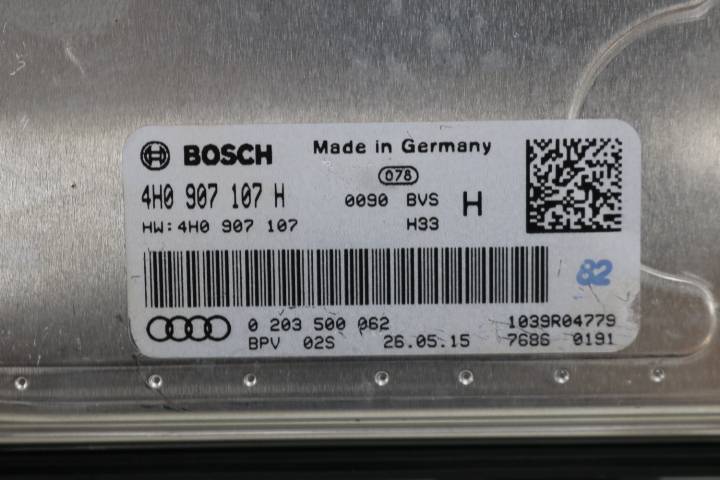 BOSCH Made in Germany
078
4H0 907 107 H 0090 BVS H
HW:4H0 907 107 H33
82
0 203 500 062 1039R04779
BPV 02S 26.05.15 7686 0191